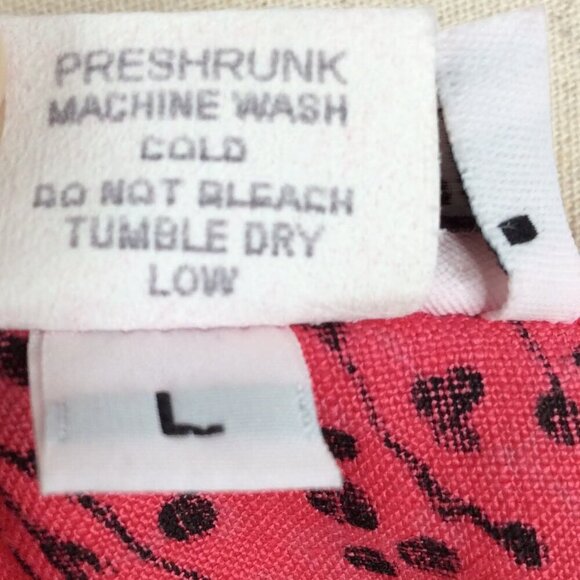 PRESHRUNK
MACHINE WASH
COLD
DO NOT BLEACH
TUMBLE DRY
LOW
L